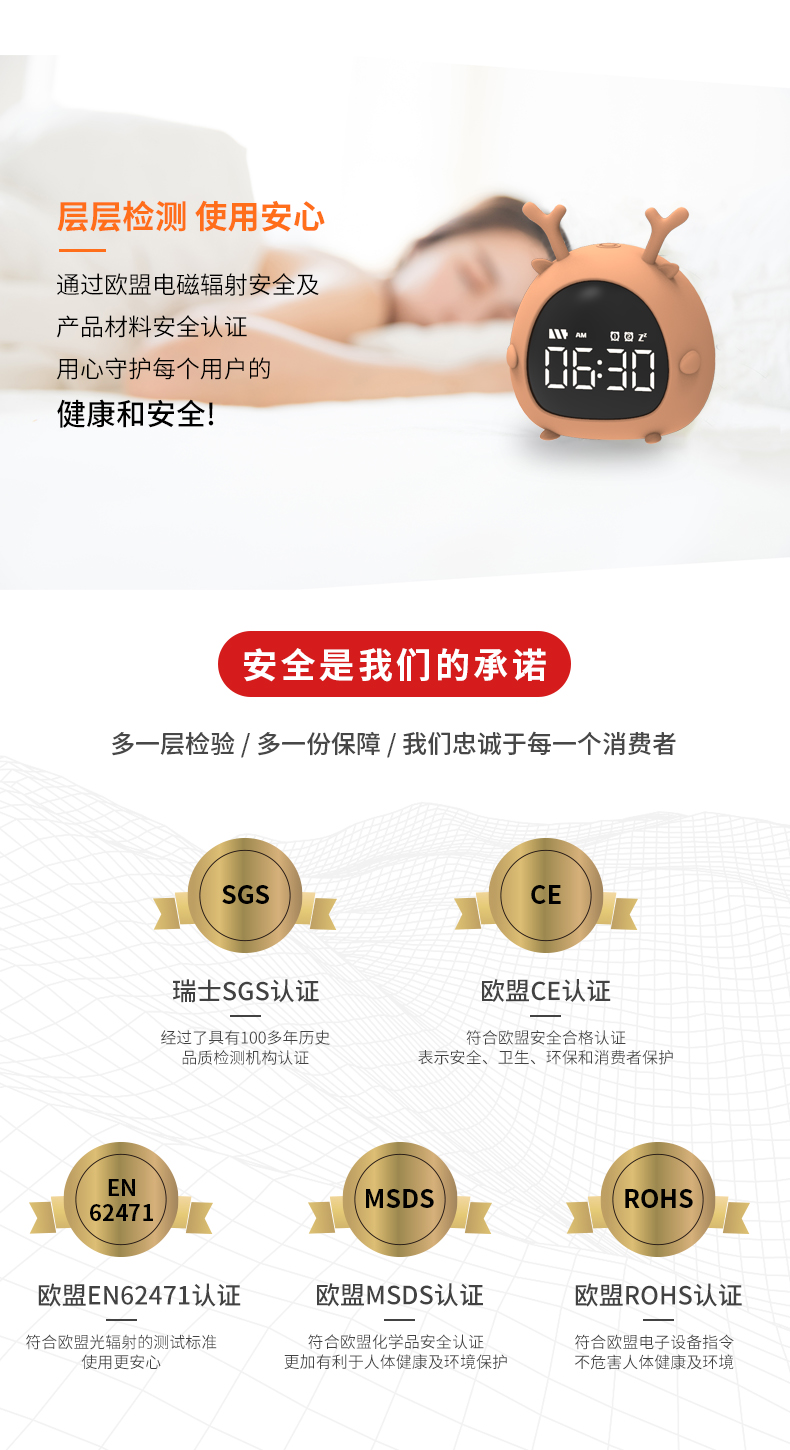 层层检测 使用安心
通过欧盟电磁辐射安全及
产品材料安全认证
用心守护每个用户的
健康和安全!
AM
Zz
06:30
安全是我们的承诺
多一层检验 / 多一份保障 / 我们忠诚于每一个消费者
SGS
瑞士SGS认证
经过了具有100多年历史
品质检测机构认证
CE
欧盟CE认证
符合欧盟安全合格认证
表示安全、卫生、环保和消费者保护
EN
62471
欧盟EN62471认证
符合欧盟光辐射的测试标准
使用更安心
MSDS
欧盟MSDS认证
符合欧盟化学品安全认证
更加有利于人体健康及环境保护
ROHS
欧盟ROHS认证
符合欧盟电子设备指令
不危害人体健康及环境